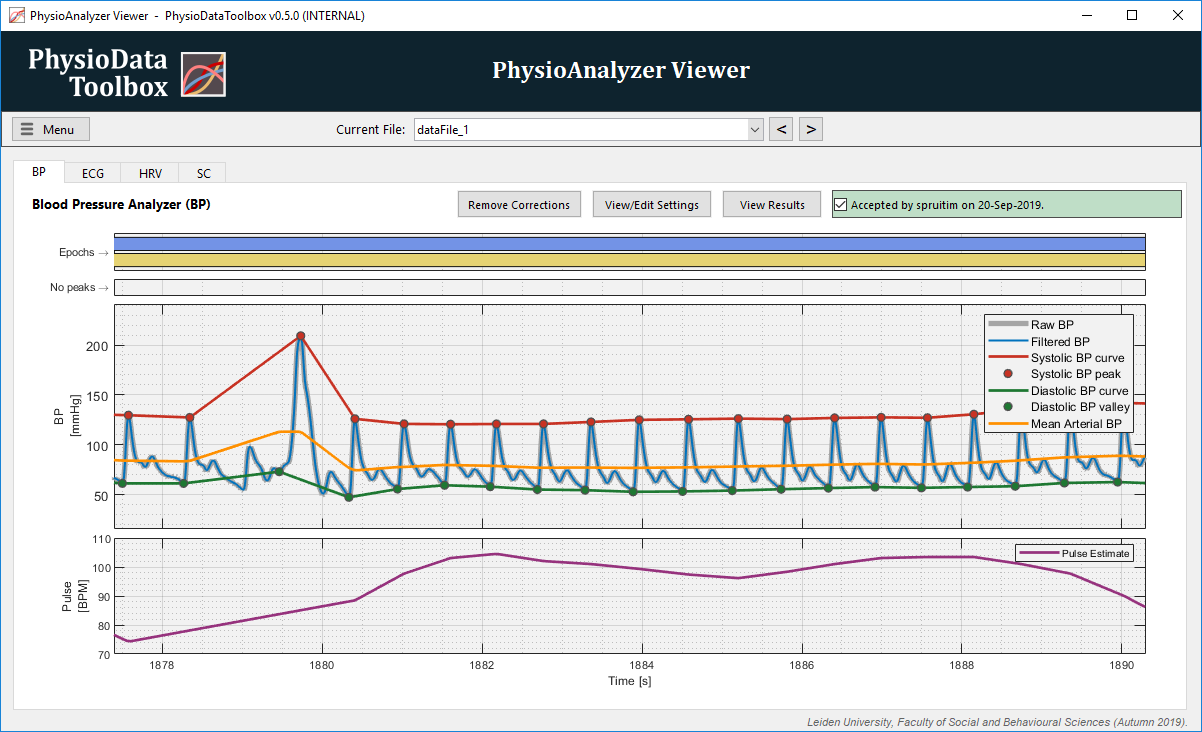 PhysioAnalyzer Viewer - PhysioDataToolbox v0.5.0 (INTERNAL)
PhysioData
Toolbox
PhysioAnalyzer Viewer
Menu
Current File:
dataFile_1
<
>
BP
ECG
HRV
SC
Blood Pressure Analyzer (BP)
Remove Corrections
View/Edit Settings
View Results
Accepted by spruitim on 20-Sep-2019.
Epochs →
No peaks →
200
150
100
50
BP
[mmHg]
Raw BP
Filtered BP
Systolic BP curve
Systolic BP peak
Diastolic BP curve
Diastolic BP valley
Mean Arterial BP
110
100
90
80
70
Pulse
[BPM]
Pulse Estimate
1878
1880
1882
1884
1886
1888
1890
Time [s]
Leiden University, Faculty of Social and Behavioural Sciences (Autumn 2019).